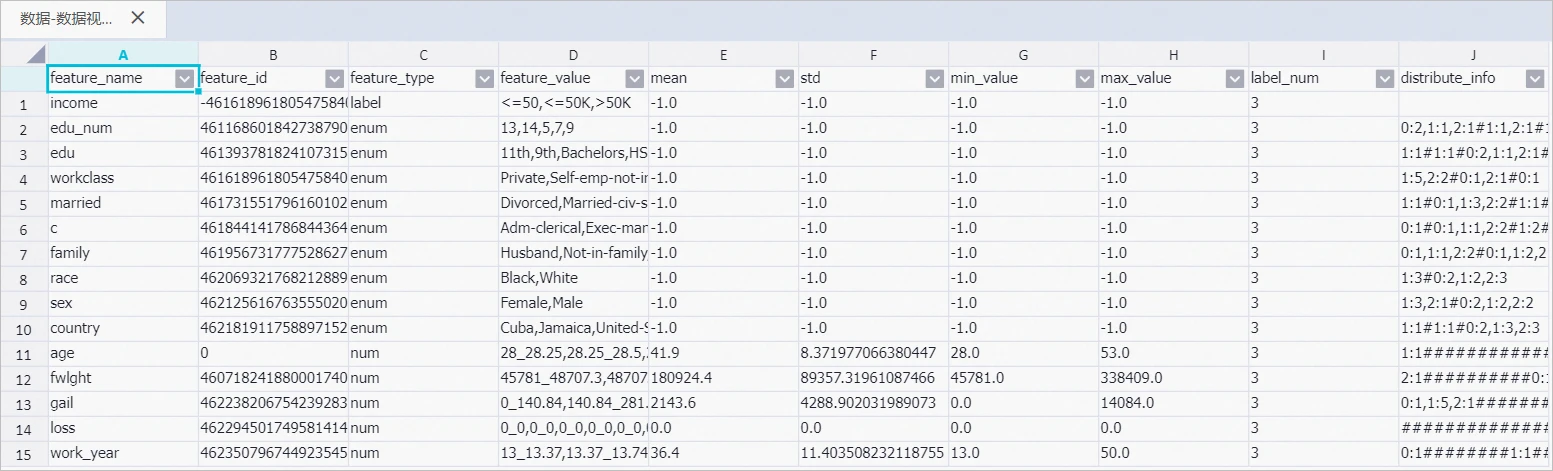 数据-数据视... ×
A B C D E F G H I J
feature_name feature_id feature_type feature_value mean std min_value max_value label_num distribute_info
1 income -461618961805475840 label <=50,<=50K,>50K -1.0 -1.0 -1.0 -1.0 3
2 edu_num 461168601842738790 enum 13,14,5,7,9 -1.0 -1.0 -1.0 -1.0 3 0:2,1:1,2:1#1:1,2:1#1
3 edu 461393781824107315 enum 11th,9th,Bachelors,HS -1.0 -1.0 -1.0 -1.0 3 1:1#1:1#0:2,1:1,2:1#
4 workclass 461618961805475840 enum Private,Self-emp-not-in -1.0 -1.0 -1.0 -1.0 3 1:5,2:2#0:1,2:1#0:1
5 married 461731551796160102 enum Divorced,Married-civ-s -1.0 -1.0 -1.0 -1.0 3 1:1#0:1,1:3,2:2#1:1#
6 c 461844141786844364 enum Adm-clerical,Exec-man -1.0 -1.0 -1.0 -1.0 3 0:1#0:1,1:1,2:2#1:2#
7 family 461956731777528627 enum Husband,Not-in-family, -1.0 -1.0 -1.0 -1.0 3 0:1,1:1,2:2#0:1,1:2,2
8 race 462069321768212889 enum Black,White -1.0 -1.0 -1.0 -1.0 3 1:3#0:2,1:2,2:3
9 sex 462125616763555020 enum Female,Male -1.0 -1.0 -1.0 -1.0 3 1:3,2:1#0:2,1:2,2:2
10 country 462181911758897152 enum Cuba,Jamaica,United-S -1.0 -1.0 -1.0 -1.0 3 1:1#1:1#0:2,1:3,2:3
11 age 0 num 28_28.25,28.25_28.5, 41.9 8.371977066380447 28.0 53.0 3 1:1############
12 fwlght 460718241880001740 num 45781_48707.3,48707 180924.4 89357.31961087466 45781.0 338409.0 3 2:1##########0:1
13 gail 462238206754239283 num 0_140.84,140.84_281. 2143.6 4288.902031989073 0.0 14084.0 3 0:1,1:5,2:1#######
14 loss 462294501749581414 num 0_0,0_0,0_0,0_0,0_0, 0.0 0.0 0.0 0.0 3 ##############
15 work_year 462350796744923545 num 13_13.37,13.37_13.74 36.4 11.403508232118755 13.0 50.0 3 0:1########1:1##